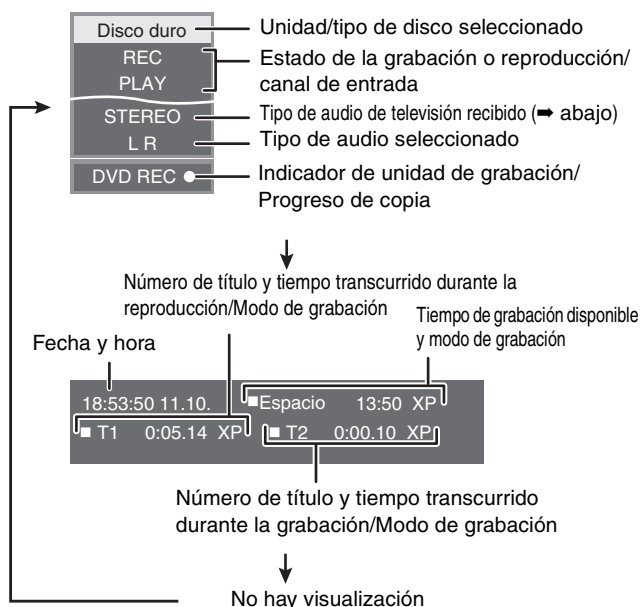 Disco duro
Unidad/tipo de disco seleccionado
REC
PLAY
Estado de la grabación o reproducción/
canal de entrada
STEREO
Tipo de audio de televisión recibido (➡ abajo)
L R
Tipo de audio seleccionado
DVD REC
Indicador de unidad de grabación/
Progreso de copia
Número de título y tiempo transcurrido durante la
reproducción/Modo de grabación
Tiempo de grabación disponible
y modo de grabación
Fecha y hora
18:53:50 11.10.
Espacio 13:50 XP
T1 0:05.14 XP
T2 0:00.10 XP
Número de título y tiempo transcurrido
durante la grabación/Modo de grabación
No hay visualización